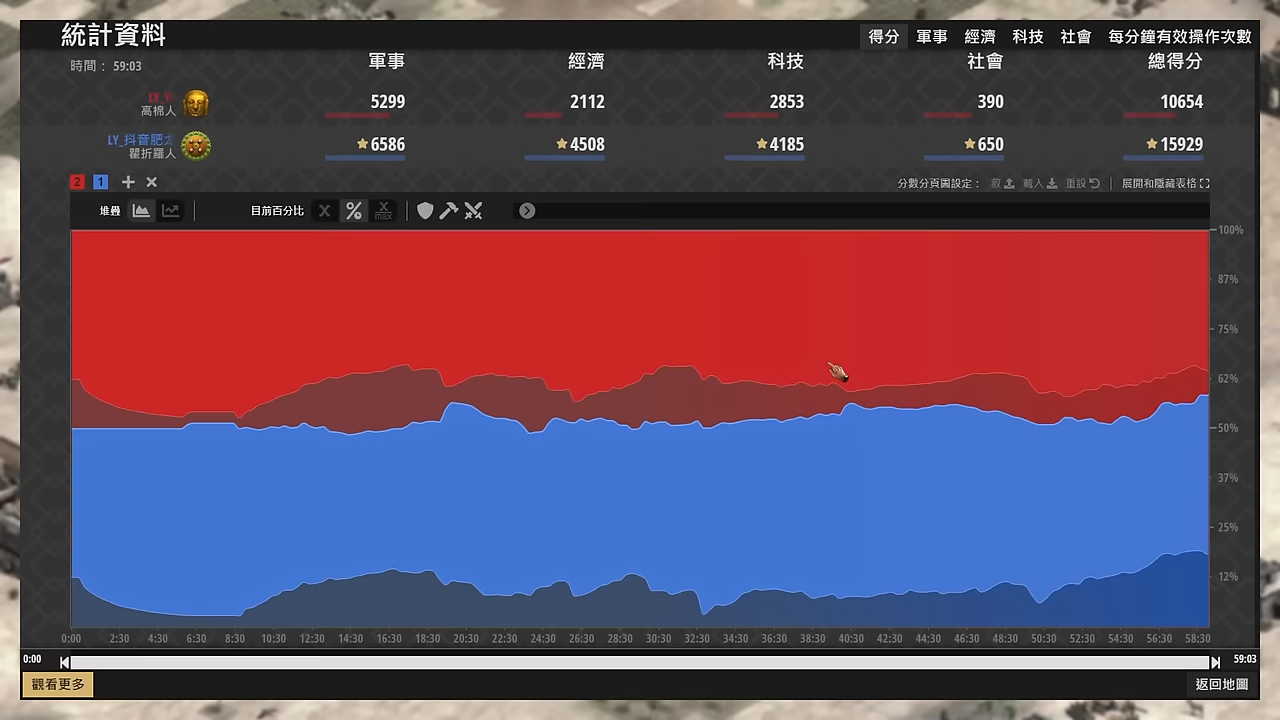 統計資料
得分 軍事 經濟 科技 社會 每分鐘有效操作次數
時間： 59:03 軍事 經濟 科技 社會 總得分
5299 2112 2853 390 10654
高棉人
LY_抖音肥 6586 4508 4185 650 15929
瞿折羅人
2 1 分數分頁圖設定： 載入 重設 展開和隱藏表格
堆疊 目前百分比 X % X max
100%
87%
75%
62%
50%
37%
25%
12%
0:00 2:30 4:30 6:30 8:30 10:30 12:30 14:30 16:30 18:30 20:30 22:30 24:30 26:30 28:30 30:30 32:30 34:30 36:30 38:30 40:30 42:30 44:30 46:30 48:30 50:30 52:30 54:30 56:30 58:30
0:00 59:03
觀看更多 返回地圖